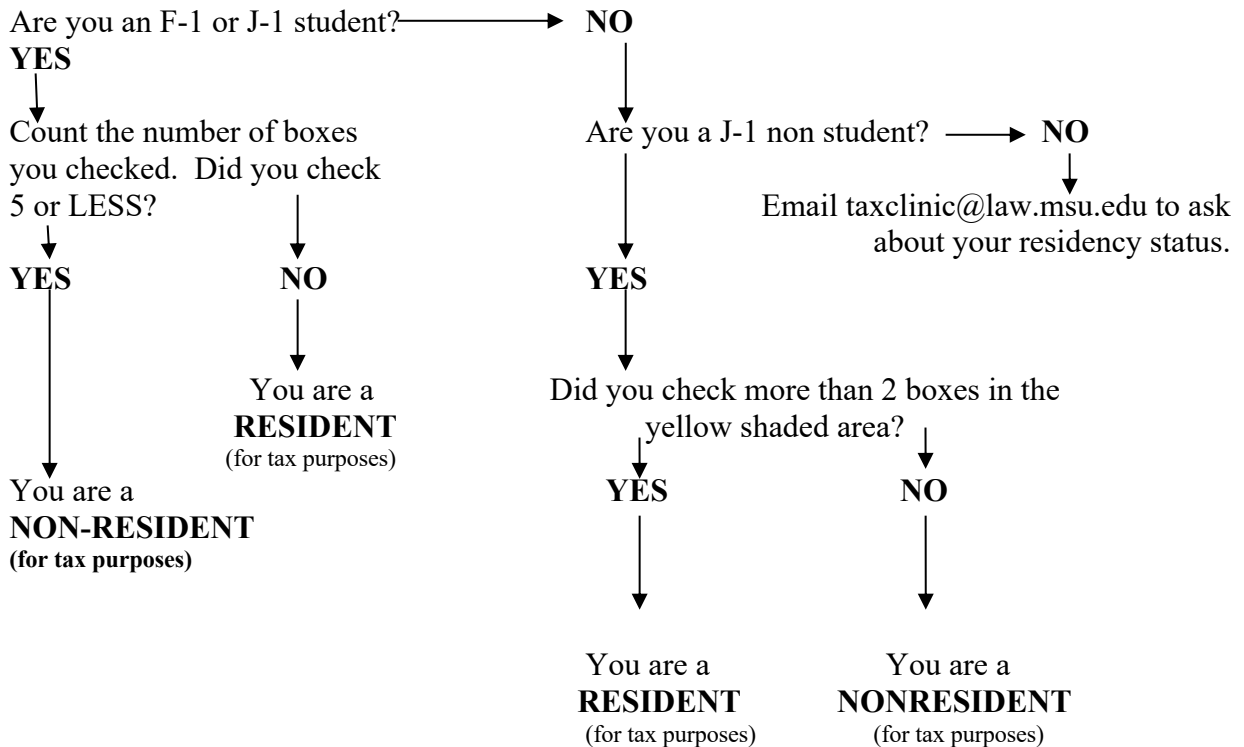 Are you an F-1 or J-1 student?
NO
YES
Count the number of boxes
you checked. Did you check
5 or LESS?
Are you a J-1 non student?
NO
Email taxclinic@law.msu.edu to ask
about your residency status.
YES
NO
YES
You are a
RESIDENT
(for tax purposes)
Did you check more than 2 boxes in the
yellow shaded area?
You are a
NON-RESIDENT
(for tax purposes)
YES
NO
You are a
RESIDENT
(for tax purposes)
You are a
NONRESIDENT
(for tax purposes)